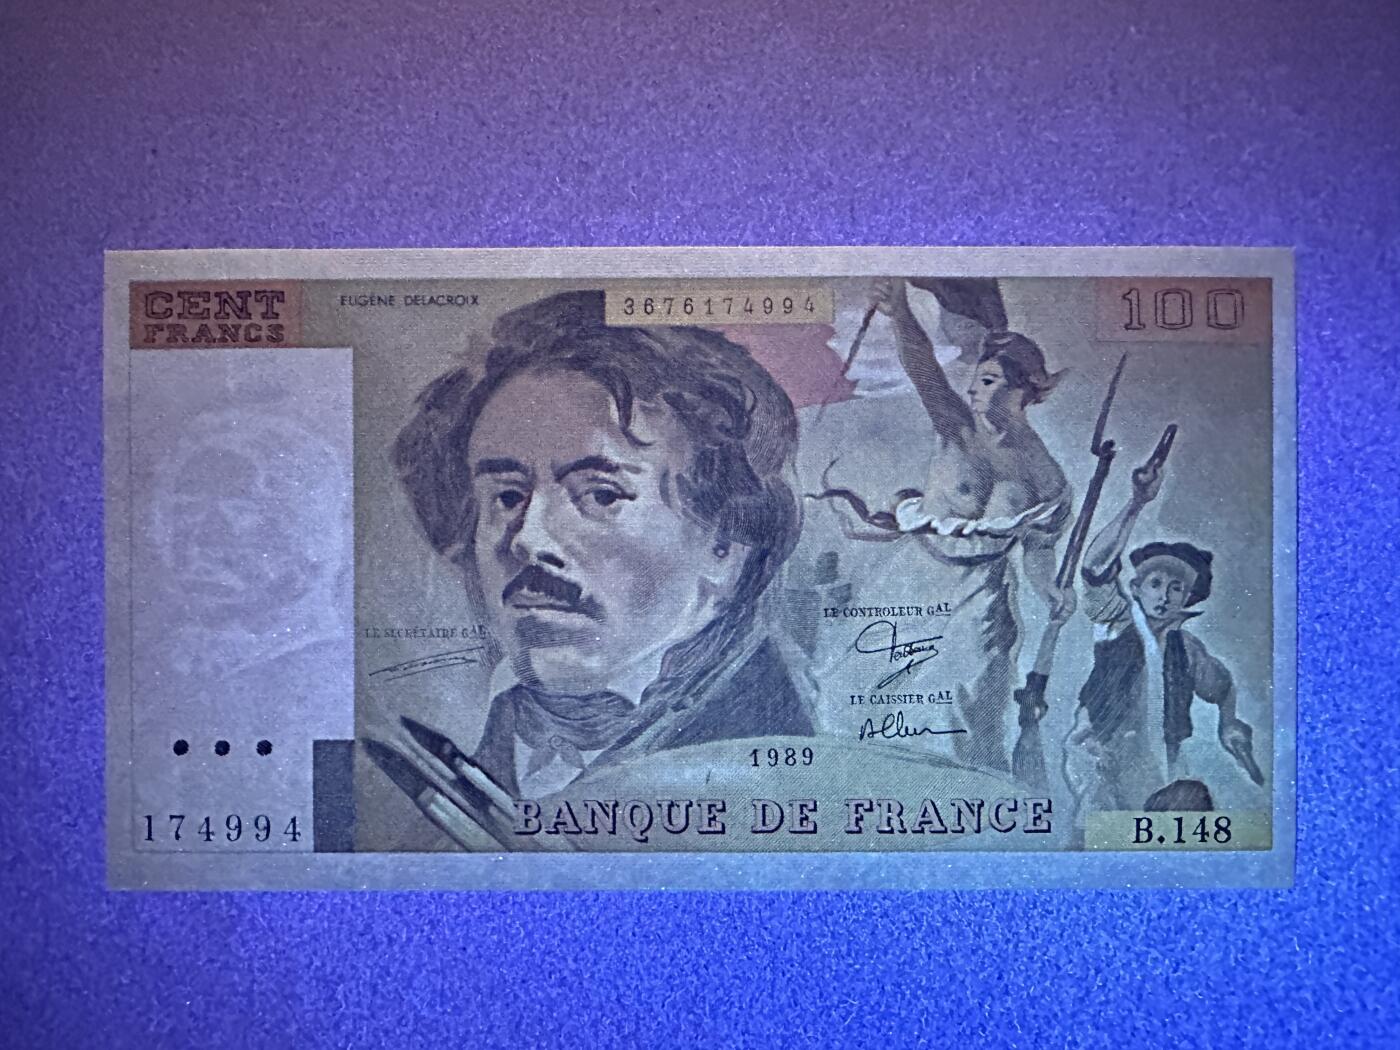 CENT
FRANCS
EUGÈNE DELACROIX
3676174994
100
LE SECRÉTAIRE GAL
LE CONTROLEUR GAL
LE CAISSIER GAL
1989
174994
BANQUE DE FRANCE
B.148